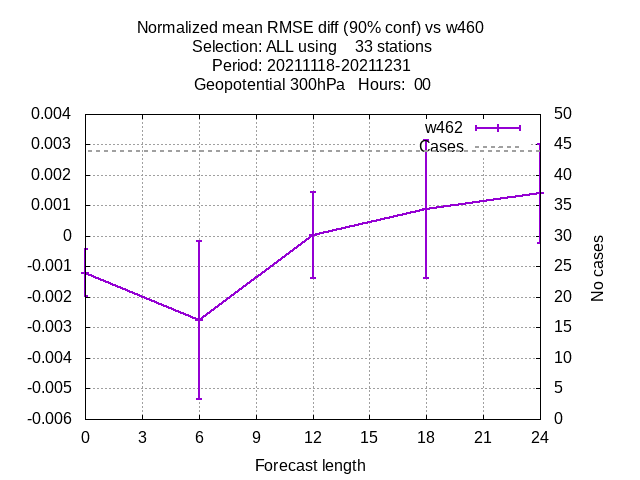 Normalized mean RMSE diff (90% conf) vs w460
Selection: ALL using    33 stations
Period: 20211118-20211231
Geopotential 300hPa   Hours:  00
0.004
0.003
0.002
0.001
0
-0.001
-0.002
-0.003
-0.004
-0.005
-0.006
w462
Cases
50
45
40
35
30
25
20
15
10
5
0
No cases
0 3 6 9 12 15 18 21 24
Forecast length